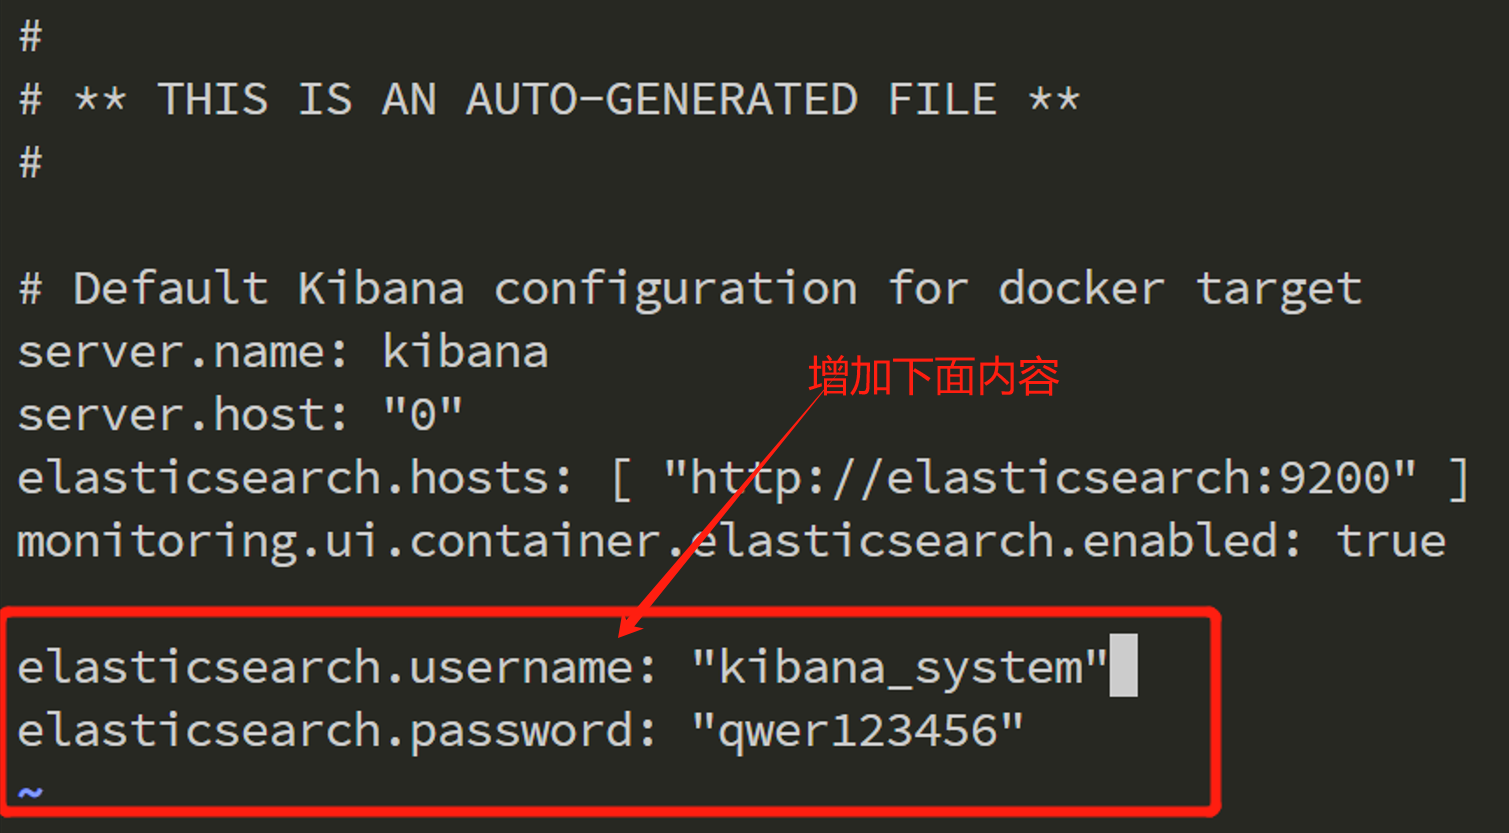 #
# ** THIS IS AN AUTO-GENERATED FILE **
#
# Default Kibana configuration for docker target
server.name: kibana
server.host: "0"
增加下面内容
elasticsearch.hosts: [ "http://elasticsearch:9200" ]
monitoring.ui.container.elasticsearch.enabled: true
elasticsearch.username: "kibana_system"
elasticsearch.password: "qwer123456"
~